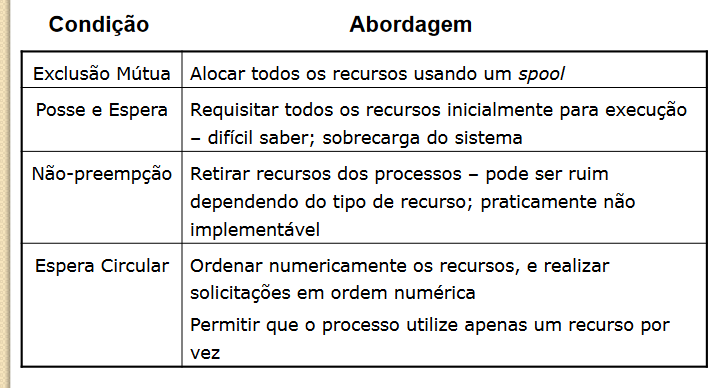 Condição Abordagem
Exclusão Mútua Alocar todos os recursos usando um spool
Posse e Espera Requisitar todos os recursos inicialmente para execução
– difícil saber; sobrecarga do sistema
Não-preempção Retirar recursos dos processos – pode ser ruim
dependendo do tipo de recurso; praticamente não
implementável
Espera Circular Ordenar numericamente os recursos, e realizar
solicitações em ordem numérica
Permitir que o processo utilize apenas um recurso por
vez